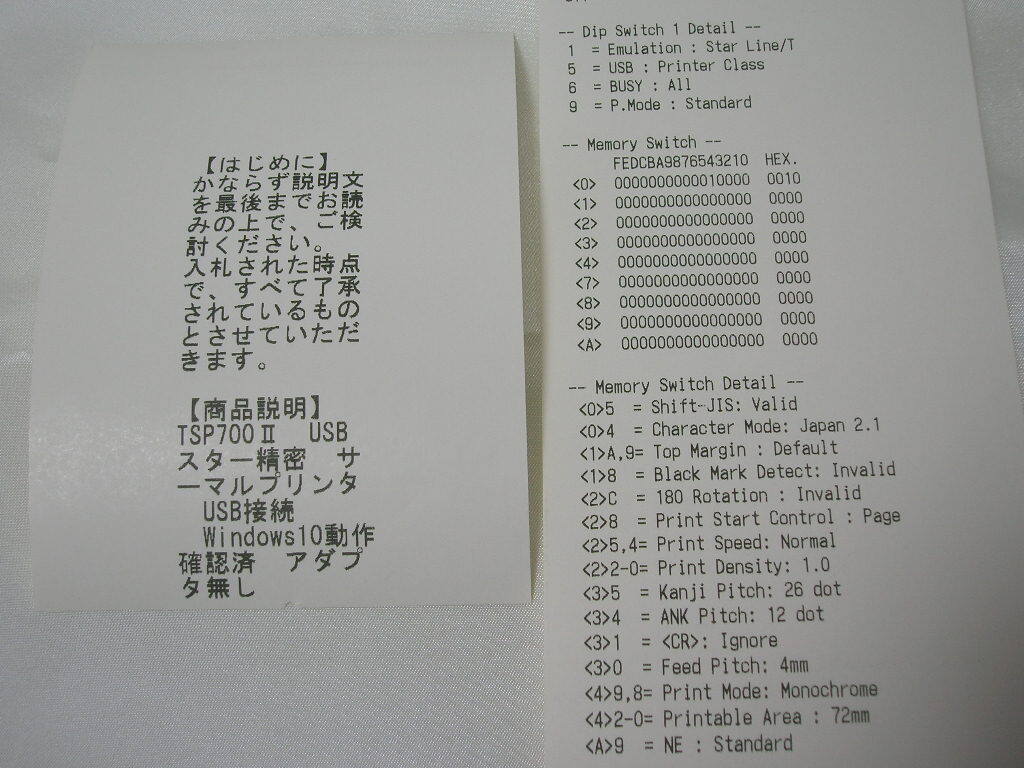 【はじめに】
かならず説明文
を最後までお読
みの上で、ご検
討ください。
入札された時点
で、すべて了承
されているもの
とさせていただ
きます。
【商品説明】
TSP700Ⅱ　USB
スター精密　サ
ーマルプリンタ
USB接続
Windows10動作
確認済　アダプ
タ無し
-- Dip Switch 1 Detail --
1 = Emulation : Star Line/T
5 = USB : Printer Class
6 = BUSY : All
9 = P.Mode : Standard
-- Memory Switch --
FEDCBA9876543210 HEX.
<0> 0000000000010000 0010
<1> 0000000000000000 0000
<2> 0000000000000000 0000
<3> 0000000000000000 0000
<4> 0000000000000000 0000
<7> 0000000000000000 0000
<8> 0000000000000000 0000
<9> 0000000000000000 0000
<A> 0000000000000000 0000
-- Memory Switch Detail --
<0>5 = Shift-JIS: Valid
<0>4 = Character Mode: Japan 2.1
<1>A,9= Top Margin : Default
<1>8 = Black Mark Detect: Invalid
<2>C = 180 Rotation : Invalid
<2>8 = Print Start Control : Page
<2>5,4= Print Speed: Normal
<2>2-0= Print Density: 1.0
<3>5 = Kanji Pitch: 26 dot
<3>4 = ANK Pitch: 12 dot
<3>1 = <CR>: Ignore
<3>0 = Feed Pitch: 4mm
<4>9,8= Print Mode: Monochrome
<4>2-0= Printable Area : 72mm
<A>9 = NE : Standard